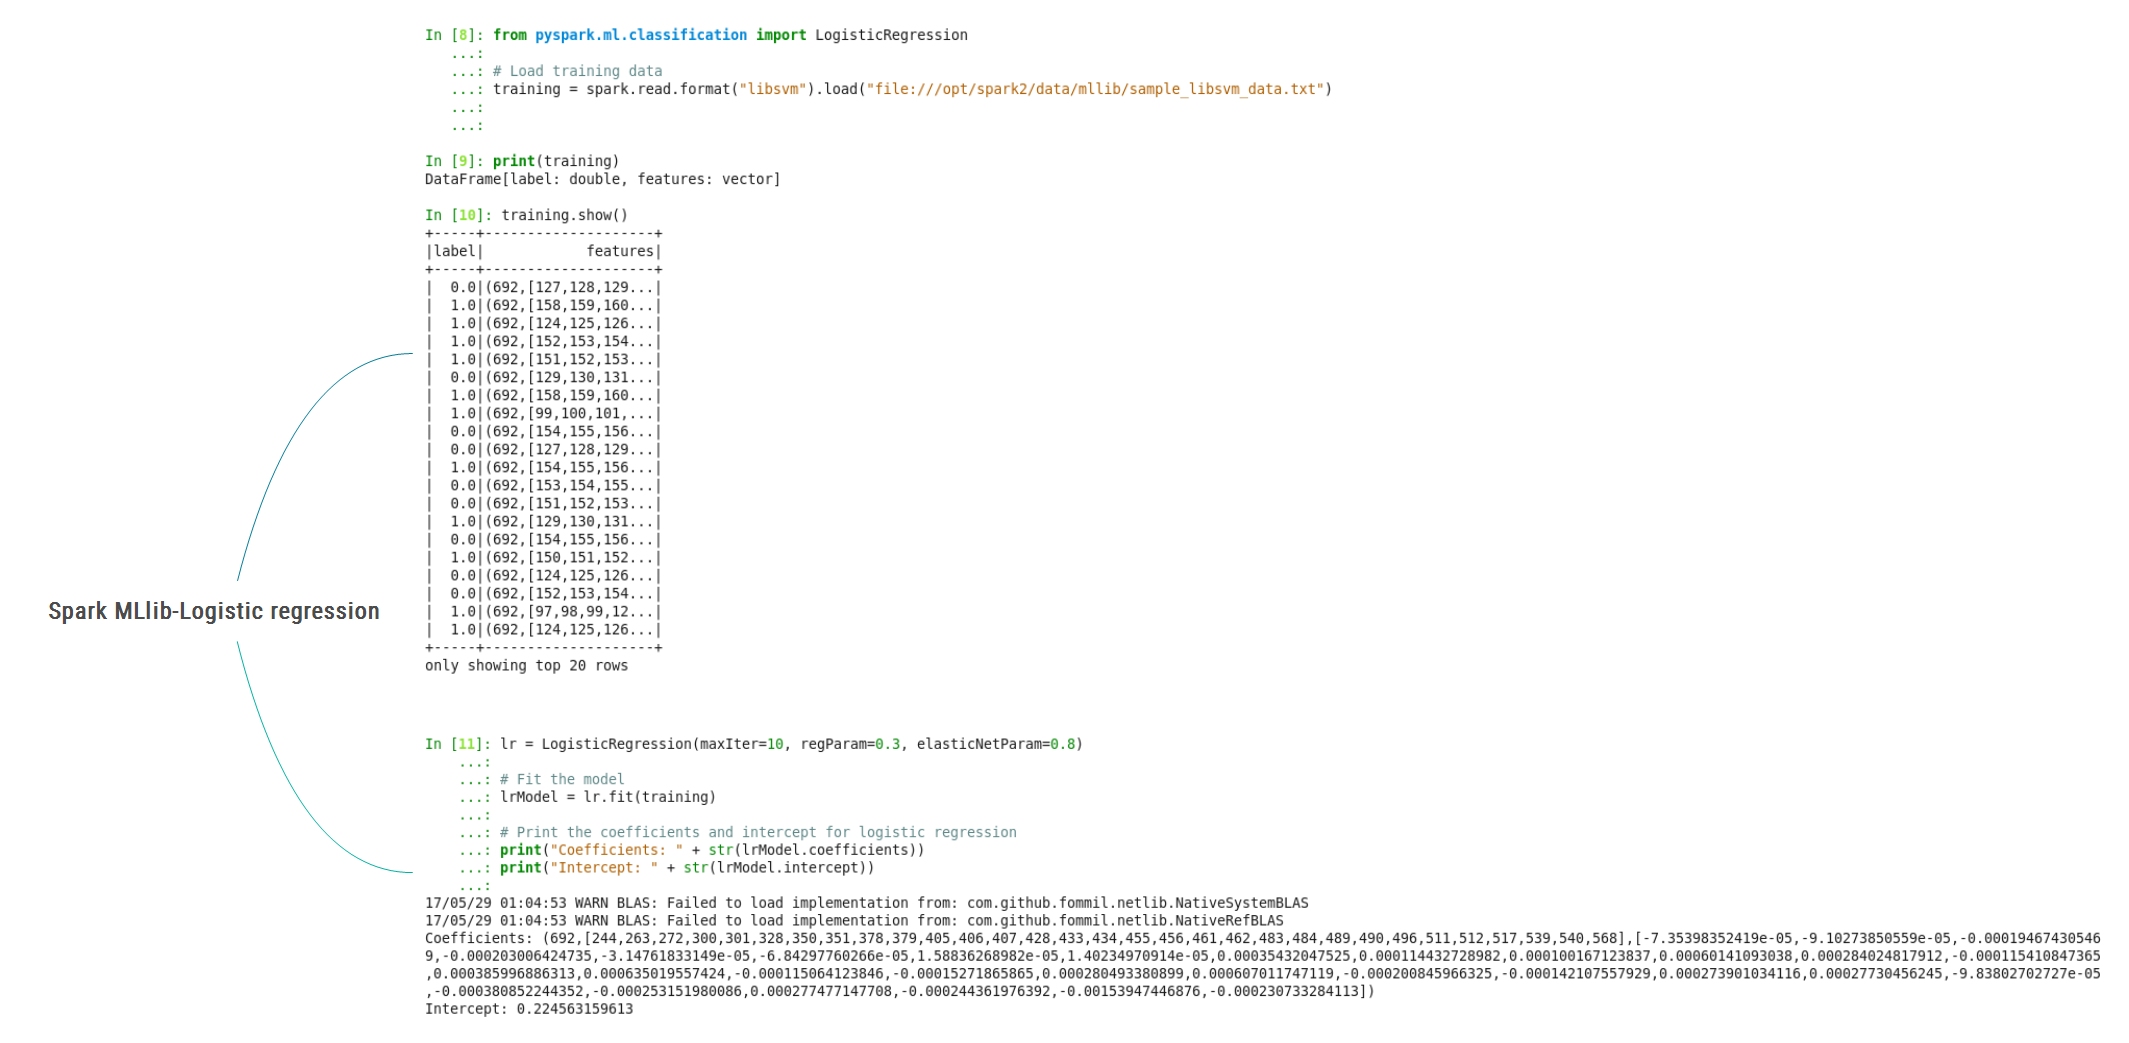 In [8]: from pyspark.ml.classification import LogisticRegression
...:
...: # Load training data
...: training = spark.read.format("libsvm").load("file:///opt/spark2/data/mllib/sample_libsvm_data.txt")
...:
...:
In [9]: print(training)
DataFrame[label: double, features: vector]
In [10]: training.show()
+-----+--------------------+
|label|            features|
+-----+--------------------+
|  0.0|(692,[127,128,129...|
|  1.0|(692,[158,159,160...|
|  1.0|(692,[124,125,126...|
|  1.0|(692,[152,153,154...|
|  1.0|(692,[151,152,153...|
|  0.0|(692,[129,130,131...|
|  1.0|(692,[158,159,160...|
|  1.0|(692,[99,100,101,...|
|  0.0|(692,[154,155,156...|
|  0.0|(692,[127,128,129...|
|  1.0|(692,[154,155,156...|
|  0.0|(692,[153,154,155...|
|  0.0|(692,[151,152,153...|
|  1.0|(692,[129,130,131...|
|  0.0|(692,[154,155,156...|
|  1.0|(692,[150,151,152...|
|  0.0|(692,[124,125,126...|
|  0.0|(692,[152,153,154...|
|  1.0|(692,[97,98,99,12...|
|  1.0|(692,[124,125,126...|
+-----+--------------------+
only showing top 20 rows
Spark MLlib-Logistic regression
In [11]: lr = LogisticRegression(maxIter=10, regParam=0.3, elasticNetParam=0.8)
...:
...: # Fit the model
...: lrModel = lr.fit(training)
...:
...: # Print the coefficients and intercept for logistic regression
...: print("Coefficients: " + str(lrModel.coefficients))
...: print("Intercept: " + str(lrModel.intercept))
...:
17/05/29 01:04:53 WARN BLAS: Failed to load implementation from: com.github.fommil.netlib.NativeSystemBLAS
17/05/29 01:04:53 WARN BLAS: Failed to load implementation from: com.github.fommil.netlib.NativeRefBLAS
Coefficients: (692,[244,263,272,300,301,328,350,351,378,379,405,406,407,428,433,434,455,456,461,462,483,484,489,490,496,511,512,517,539,540,568],[-7.35398352419e-05,-9.10273850559e-05,-0.00019467430546
9,-0.000203006424735,-3.14761833149e-05,-6.84297760266e-05,1.58836268982e-05,1.40234970914e-05,0.00035432047525,0.000114432728982,0.000100167123837,0.00060141093038,0.000284024817912,-0.000115410847365
,0.000385996886313,0.000635019557424,-0.000115064123846,-0.00015271865865,0.000280493380899,0.000607011747119,-0.000200845966325,-0.000142107557929,0.000273901034116,0.00027730456245,-9.83802702727e-05
,-0.000380852244352,-0.000253151980086,0.000277477147708,-0.000244361976392,-0.00153947446876,-0.000230733284113])
Intercept: 0.224563159613